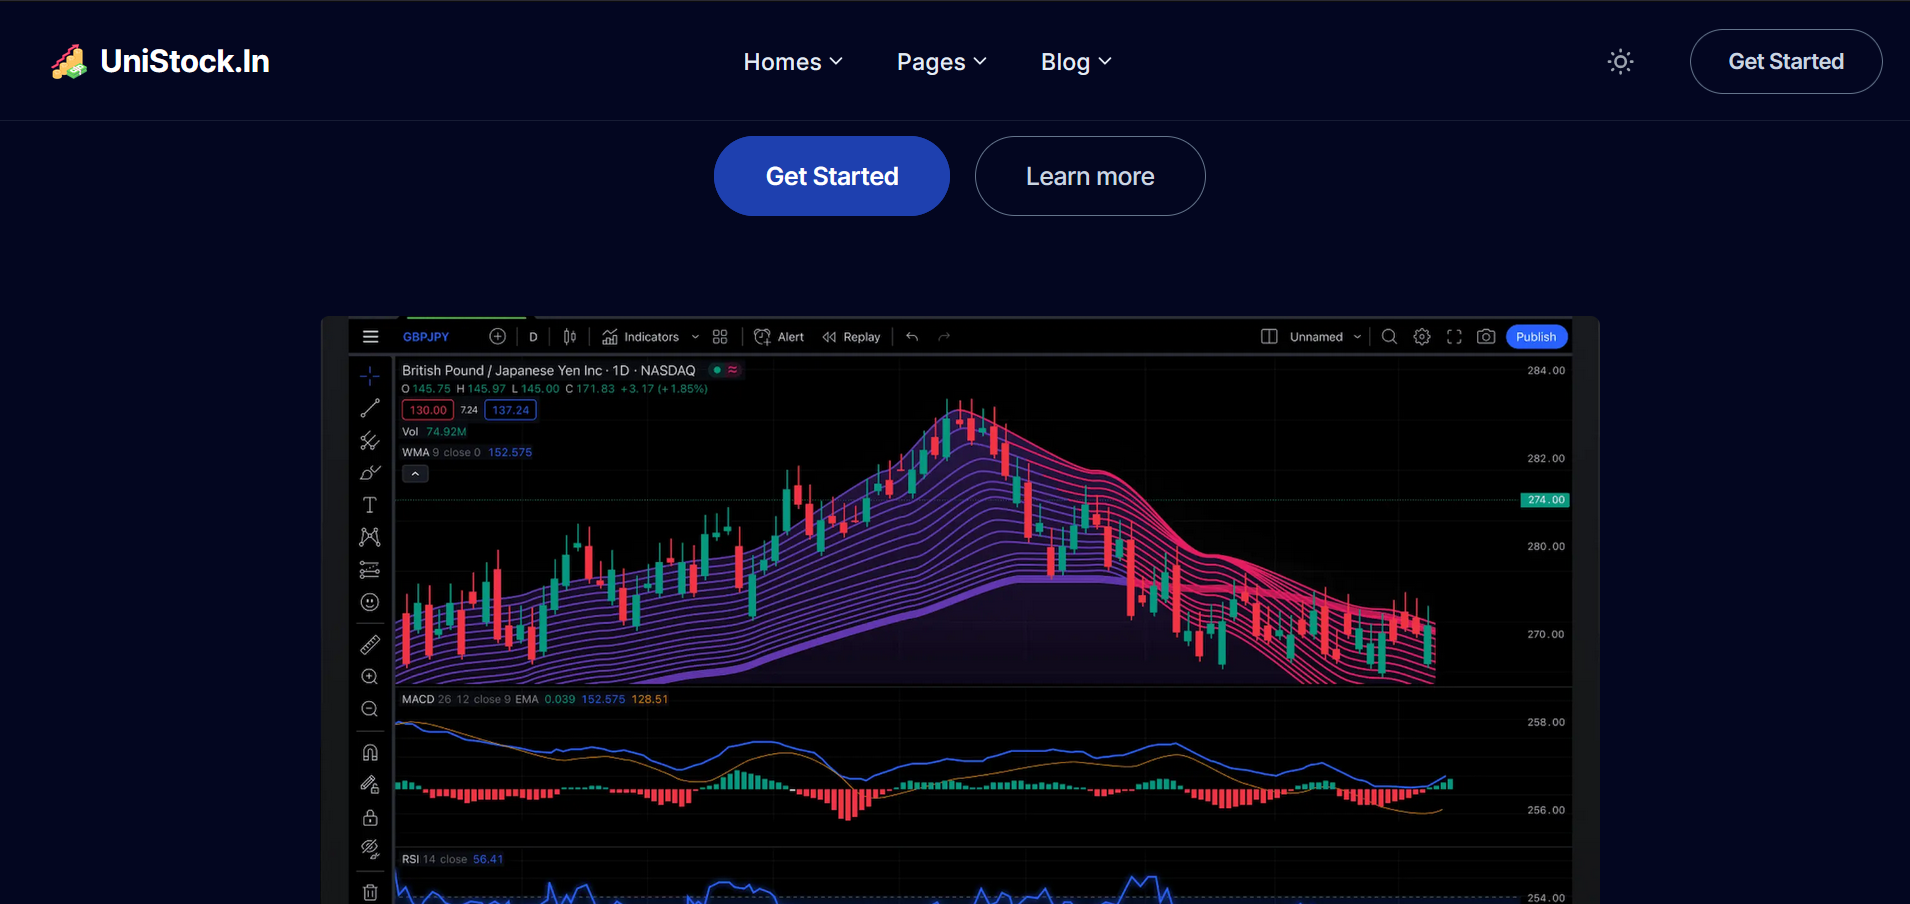 UniStock.In
Homes Pages Blog
Get Started
Get Started Learn more
GBPJPY D Indicators Alert Replay Unnamed Publish
British Pound / Japanese Yen Inc · 1D · NASDAQ
O 145.75 H 145.97 L 145.00 C 171.83 +3.17 (+1.85%)
130.00 7.24 137.24
Vol 74.92M
WMA 9 close 0 152.575
284.00
282.00
274.00
280.00
270.00
MACD 26 12 close 9 EMA 0.039 152.575 128.51
258.00
256.00
RSI 14 close 56.41
254.00